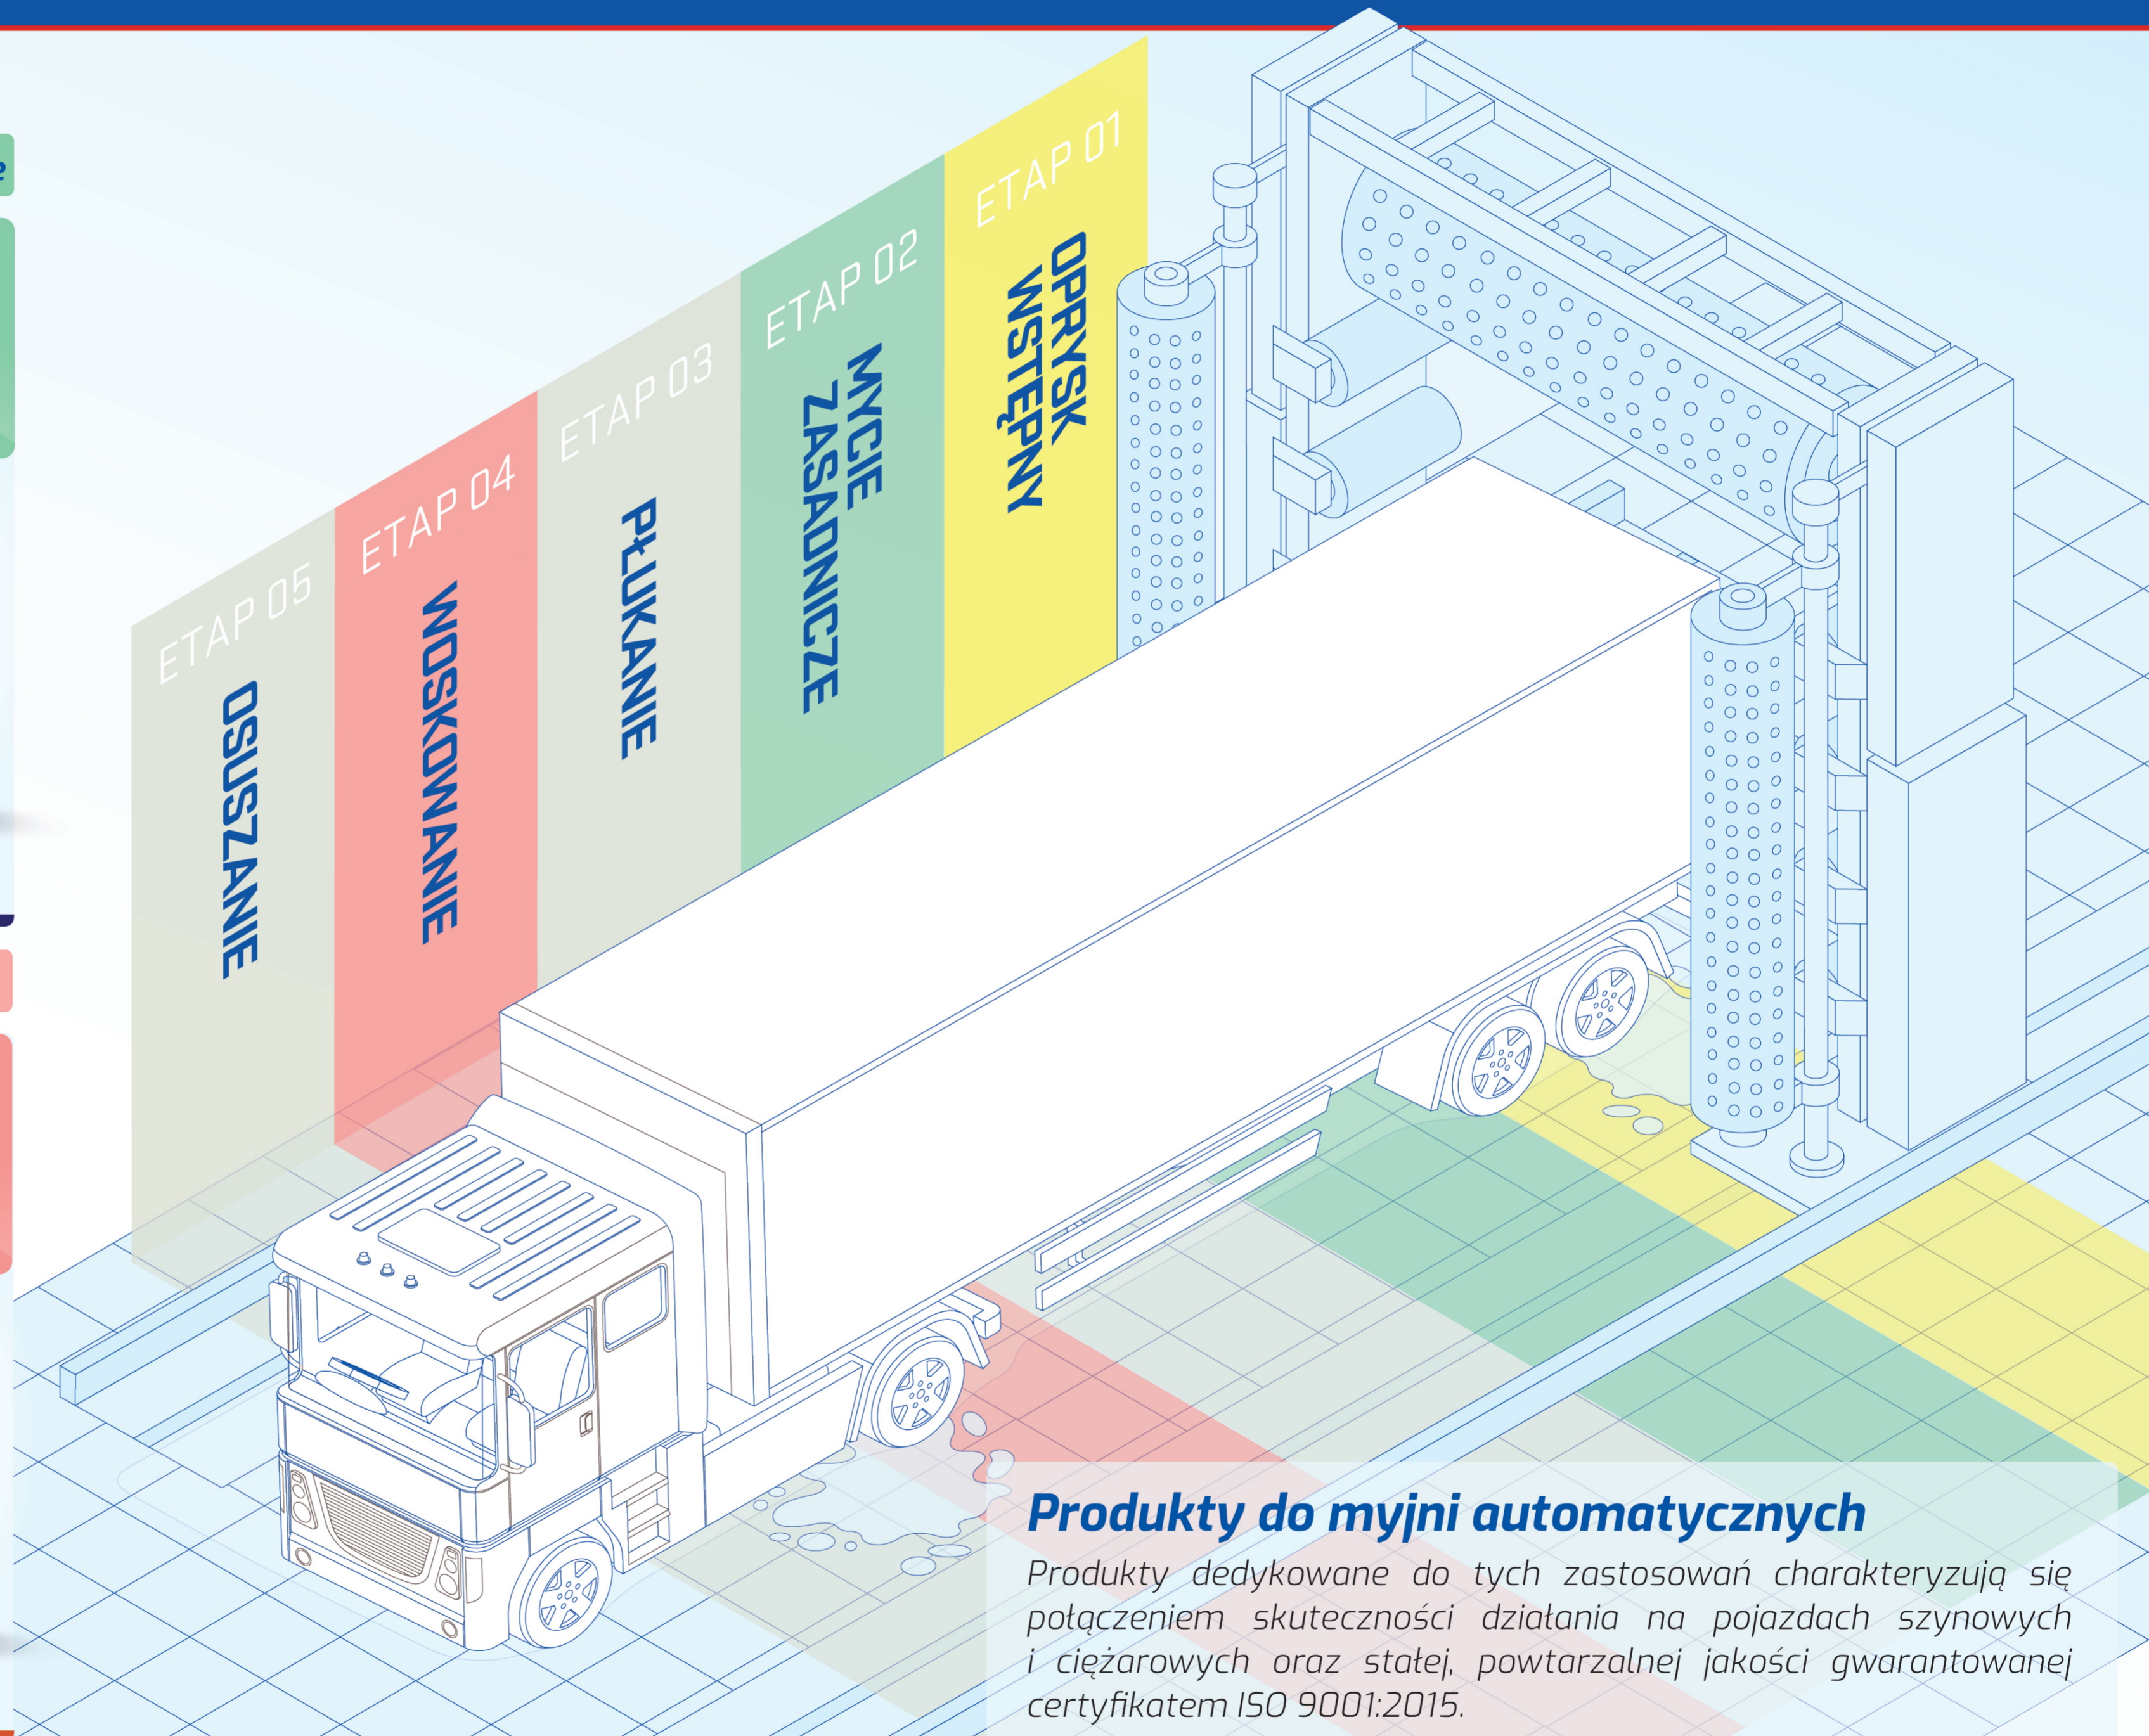 ETAP 01
OPRYSK
WSTĘPNY
ETAP 02
MYCIE
ZASADNICZE
ETAP 03
PŁUKANIE
ETAP 04
WOSKOWANIE
ETAP 05
OSUSZANIE
Produkty do myjni automatycznych
Produkty dedykowane do tych zastosowań charakteryzują się
połączeniem skuteczności działania na pojazdach szynowych
i ciężarowych oraz stałej, powtarzalnej jakości gwarantowanej
certyfikatem ISO 9001:2015.